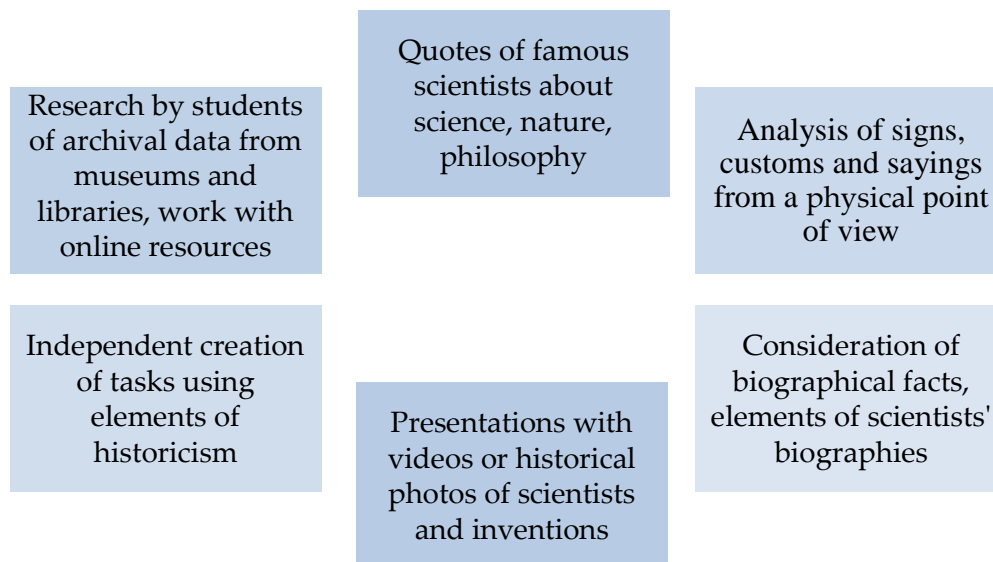 Quotes of famous
scientists about
science, nature,
philosophy
Research by students
of archival data from
museums and
libraries, work with
online resources
Analysis of signs,
customs and sayings
from a physical point
of view
Independent creation
of tasks using
elements of
historicism
Presentations with
videos or historical
photos of scientists
and inventions
Consideration of
biographical facts,
elements of scientists'
biographies